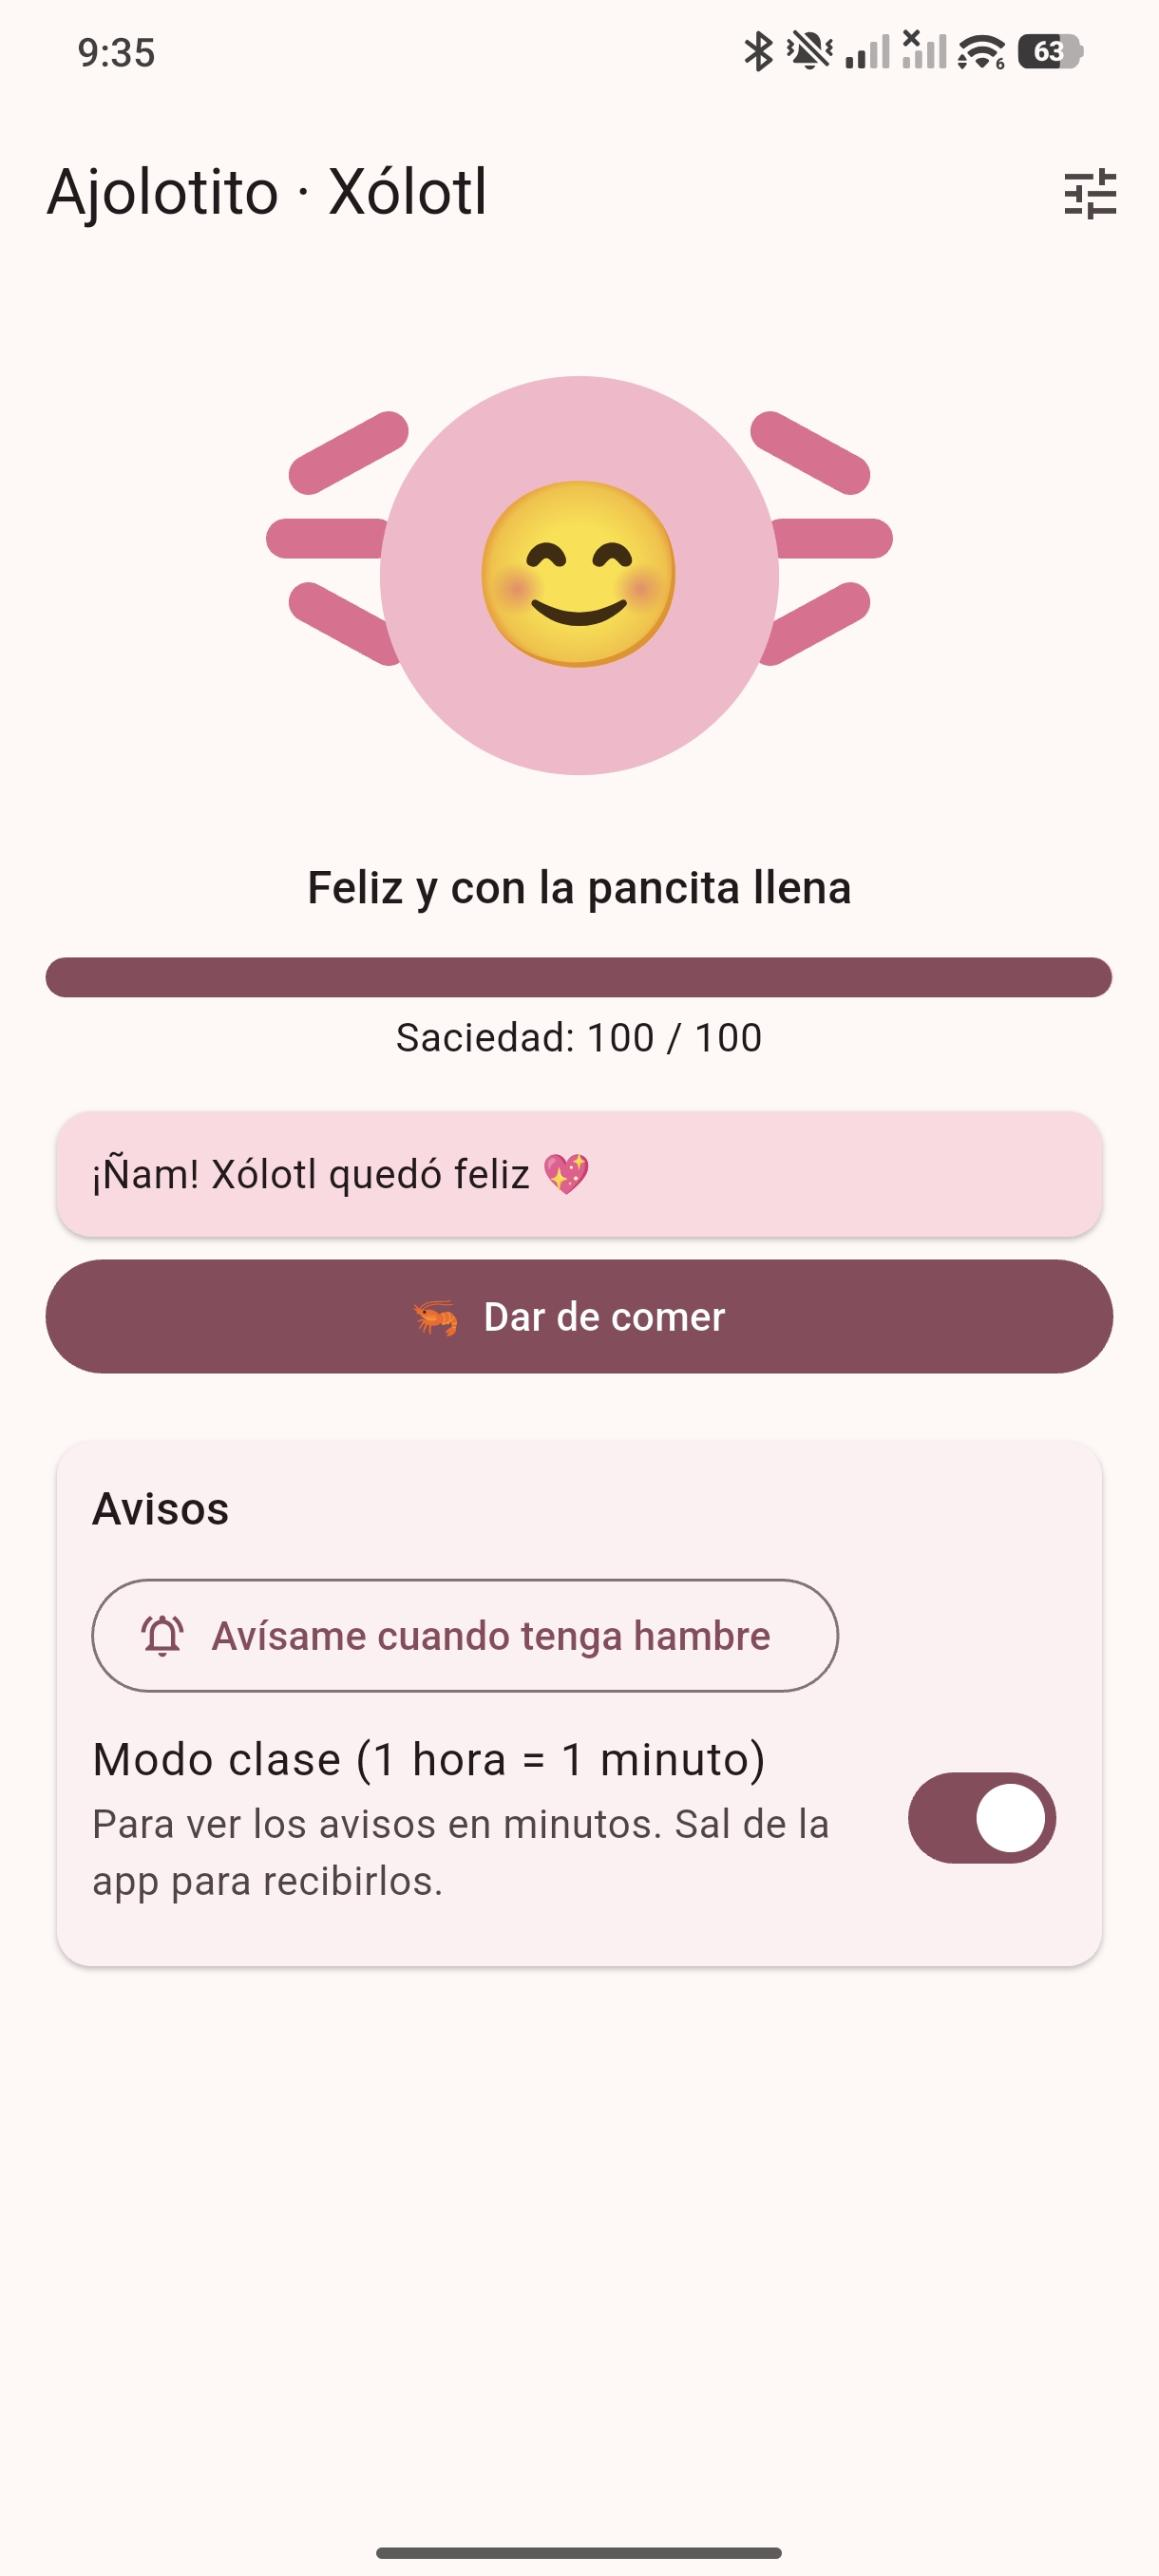 9:35
63
6
Ajolotito · Xólotl
Feliz y con la pancita llena
Saciedad: 100 / 100
¡Ñam! Xólotl quedó feliz 💖
🦐 Dar de comer
Avisos
Avísame cuando tenga hambre
Modo clase (1 hora = 1 minuto)
Para ver los avisos en minutos. Sal de la
app para recibirlos.